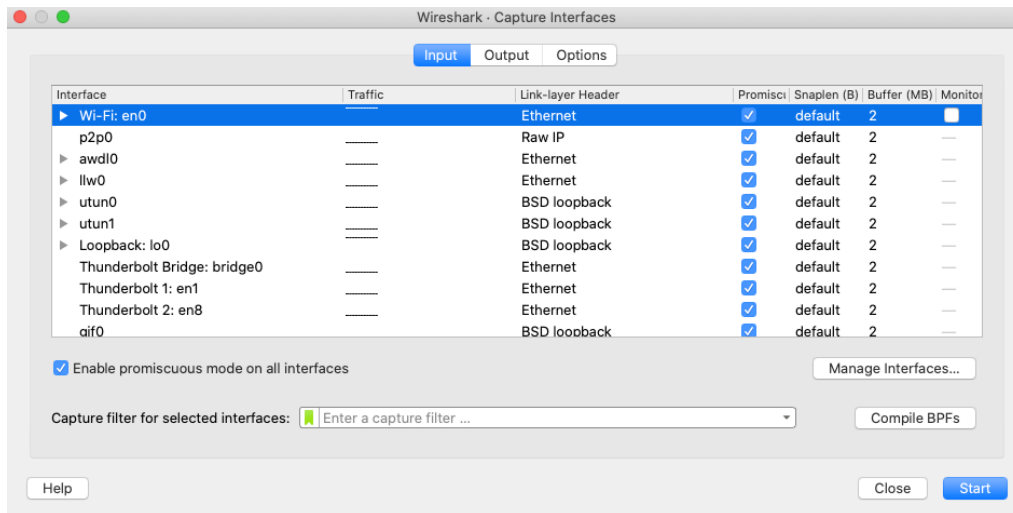 Wireshark · Capture Interfaces
Input Output Options
Interface Traffic Link-layer Header Promisc Snaplen (B) Buffer (MB) Monitor
Wi-Fi: en0 Ethernet default 2
p2p0 Raw IP default 2 —
awdl0 Ethernet default 2 —
llw0 Ethernet default 2 —
utun0 BSD loopback default 2 —
utun1 BSD loopback default 2 —
Loopback: lo0 BSD loopback default 2 —
Thunderbolt Bridge: bridge0 Ethernet default 2 —
Thunderbolt 1: en1 Ethernet default 2 —
Thunderbolt 2: en8 Ethernet default 2 —
gif0 BSD loopback default 2 —
Enable promiscuous mode on all interfaces Manage Interfaces...
Capture filter for selected interfaces: Enter a capture filter ... Compile BPFs
Help Close Start